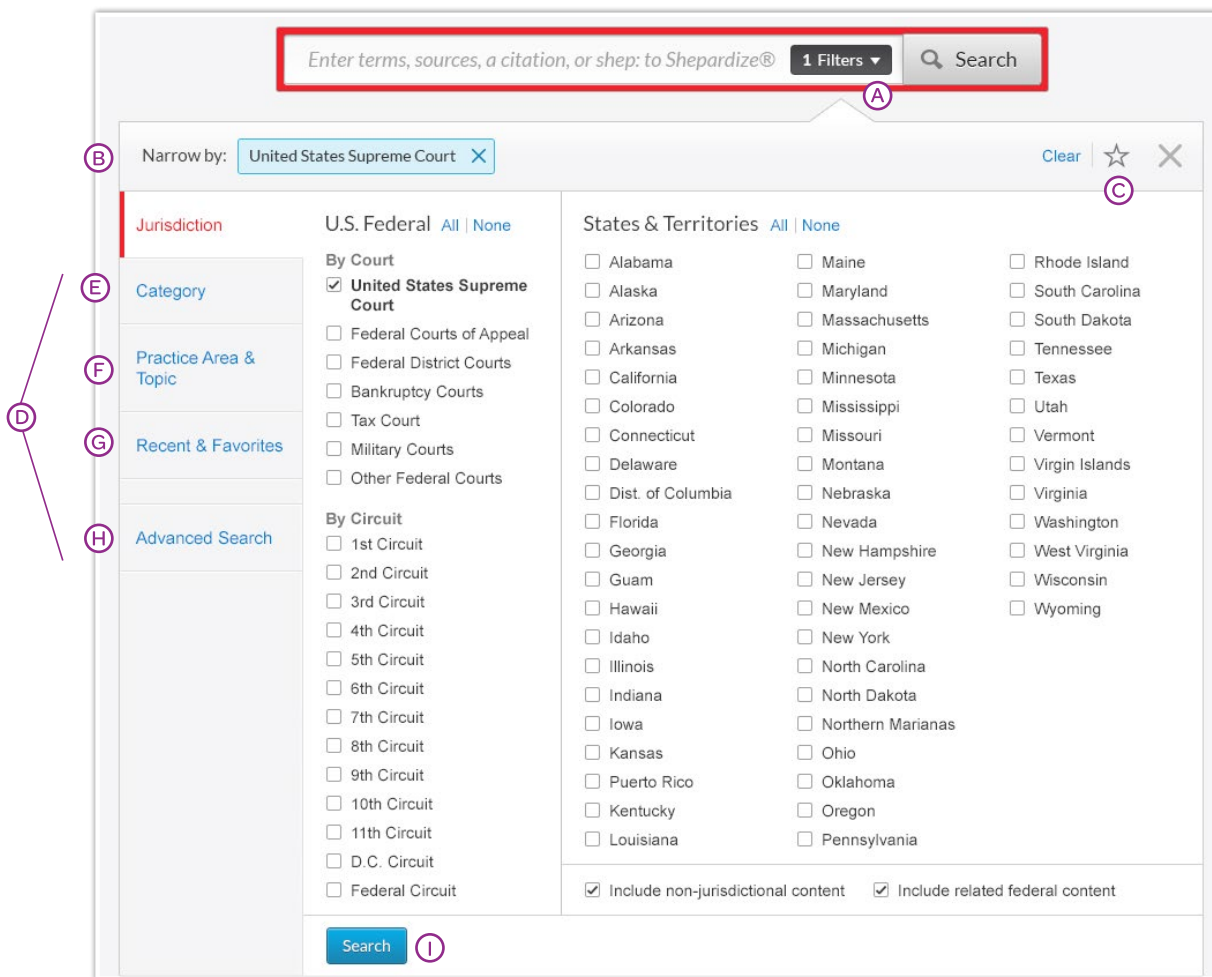 Enter terms, sources, a citation, or shep: to Shepardize® 1 Filters ▼ Search
A
B Narrow by: United States Supreme Court X Clear
C
Jurisdiction
D
E Category
F Practice Area &
Topic
G Recent & Favorites
H Advanced Search
U.S. Federal All | None
By Court
United States Supreme
Court
Federal Courts of Appeal
Federal District Courts
Bankruptcy Courts
Tax Court
Military Courts
Other Federal Courts
By Circuit
1st Circuit
2nd Circuit
3rd Circuit
4th Circuit
5th Circuit
6th Circuit
7th Circuit
8th Circuit
9th Circuit
10th Circuit
11th Circuit
D.C. Circuit
Federal Circuit
States & Territories All | None
Alabama
Alaska
Arizona
Arkansas
California
Colorado
Connecticut
Delaware
Dist. of Columbia
Florida
Georgia
Guam
Hawaii
Idaho
Illinois
Indiana
Iowa
Kansas
Puerto Rico
Kentucky
Louisiana
Maine
Maryland
Massachusetts
Michigan
Minnesota
Mississippi
Missouri
Montana
Nebraska
Nevada
New Hampshire
New Jersey
New Mexico
New York
North Carolina
North Dakota
Northern Marianas
Ohio
Oklahoma
Oregon
Pennsylvania
Rhode Island
South Carolina
South Dakota
Tennessee
Texas
Utah
Vermont
Virgin Islands
Virginia
Washington
West Virginia
Wisconsin
Wyoming
Include non-jurisdictional content Include related federal content
Search I